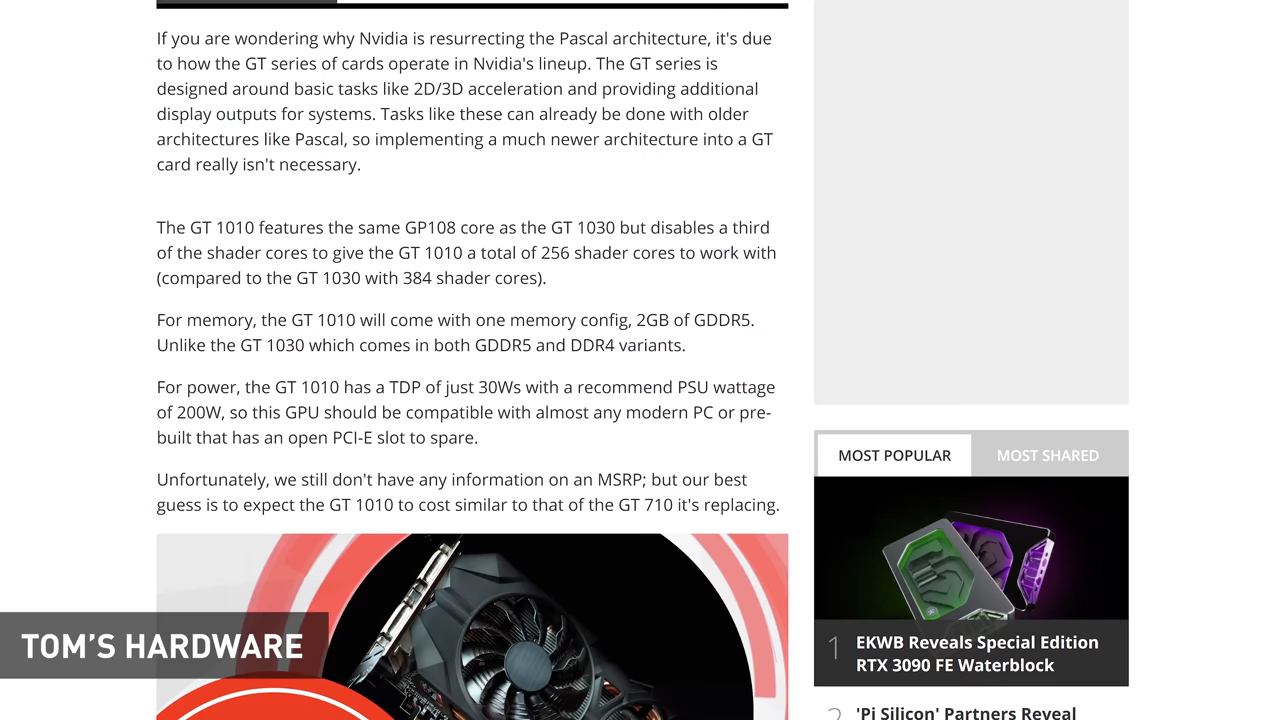 If you are wondering why Nvidia is resurrecting the Pascal architecture, it's due
to how the GT series of cards operate in Nvidia's lineup. The GT series is
designed around basic tasks like 2D/3D acceleration and providing additional
display outputs for systems. Tasks like these can already be done with older
architectures like Pascal, so implementing a much newer architecture into a GT
card really isn't necessary.
The GT 1010 features the same GP108 core as the GT 1030 but disables a third
of the shader cores to give the GT 1010 a total of 256 shader cores to work with
(compared to the GT 1030 with 384 shader cores).
For memory, the GT 1010 will come with one memory config, 2GB of GDDR5.
Unlike the GT 1030 which comes in both GDDR5 and DDR4 variants.
For power, the GT 1010 has a TDP of just 30Ws with a recommend PSU wattage
of 200W, so this GPU should be compatible with almost any modern PC or pre-
built that has an open PCI-E slot to spare.
Unfortunately, we still don't have any information on an MSRP; but our best
guess is to expect the GT 1010 to cost similar to that of the GT 710 it's replacing.
TOM'S HARDWARE
MOST POPULAR
MOST SHARED
1
EKWB Reveals Special Edition
RTX 3090 FE Waterblock
2
'Pi Silicon' Partners Reveal